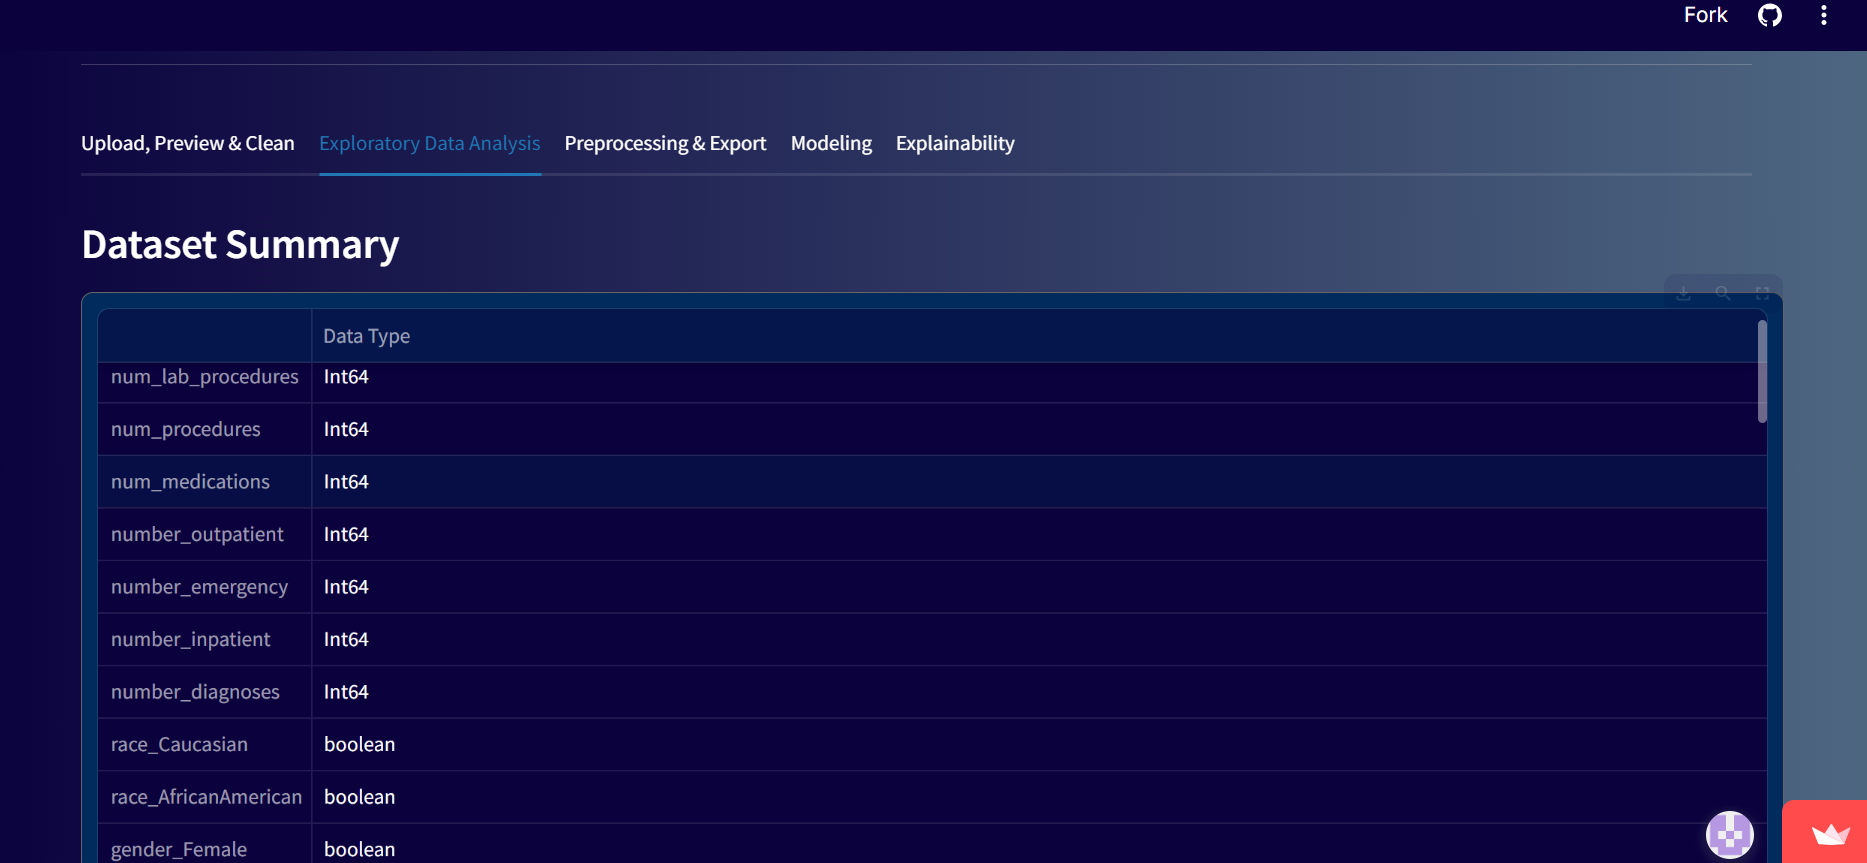 Fork
Upload, Preview & Clean Exploratory Data Analysis Preprocessing & Export Modeling Explainability
Dataset Summary
Data Type
num_lab_procedures Int64
num_procedures Int64
num_medications Int64
number_outpatient Int64
number_emergency Int64
number_inpatient Int64
number_diagnoses Int64
race_Caucasian boolean
race_AfricanAmerican boolean
gender_Female boolean